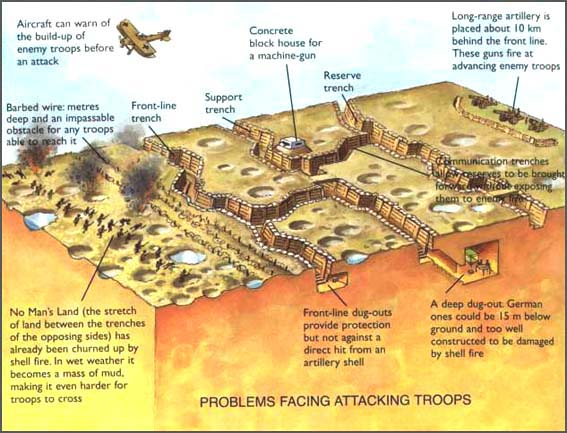 Aircraft can warn of
the build-up of
enemy troops before
an attack
Concrete
block house for
a machine-gun
Long-range artillery is
placed about 10 km
behind the front line.
These guns fire at
advancing enemy troops
Reserve
trench
Support
trench
Front-line
trench
Barbed wire: metres
deep and an impassable
obstacle for any troops
able to reach it
Communication trenches
allow reserves to be brought
forward without exposing
them to enemy fire
No Man's Land (the stretch
of land between the trenches
of the opposing sides) has
already been churned up by
shell fire. In wet weather it
becomes a mass of mud,
making it even harder for
troops to cross
Front-line dug-outs
provide protection
but not against a
direct hit from an
artillery shell
A deep dug-out. German
ones could be 15 m below
ground and too well
constructed to be damaged
by shell fire
PROBLEMS FACING ATTACKING TROOPS